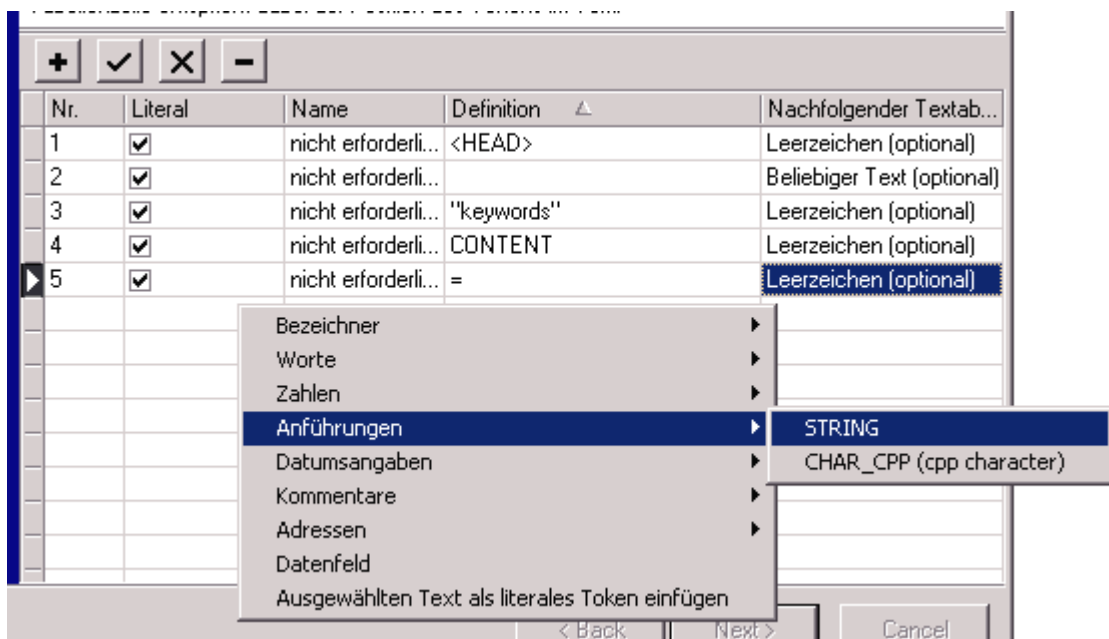 Nr. Literal Name Definition Nachfolgender Textab...
1 nicht erforderli... <HEAD> Leerzeichen (optional)
2 nicht erforderli... Beliebiger Text (optional)
3 nicht erforderli... "keywords" Leerzeichen (optional)
4 nicht erforderli... CONTENT Leerzeichen (optional)
5 nicht erforderli... = Leerzeichen (optional)
Bezeichner
Worte
Zahlen
Anführungen STRING
Datumsangaben CHAR_CPP (cpp character)
Kommentare
Adressen
Datenfeld
Ausgewählten Text als literales Token einfügen
< Back Next > Cancel